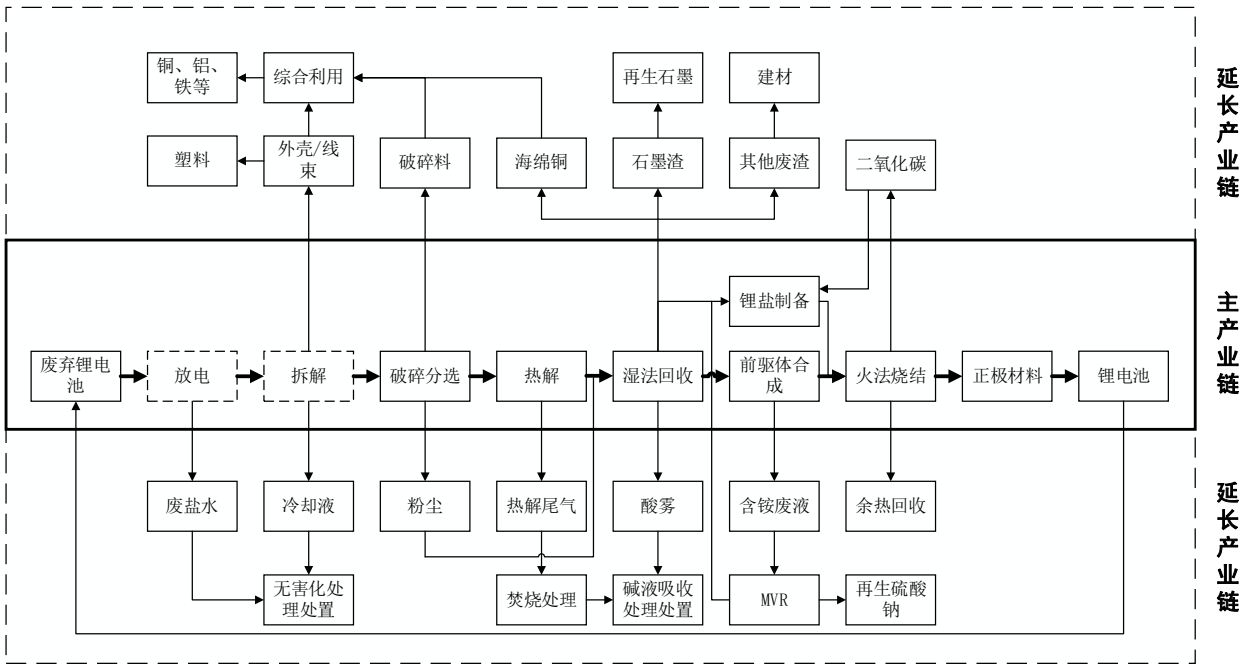 铜、铝、
铁等
综合利用
再生石墨
建材
塑料
外壳/线
束
破碎料
海绵铜
石墨渣
其他废渣
二氧化碳
延长产业链
锂盐制备
废弃锂电
池
放电
拆解
破碎分选
热解
湿法回收
前驱体合
成
火法烧结
正极材料
锂电池
主产业链
废盐水
冷却液
粉尘
热解尾气
酸雾
含铵废液
余热回收
无害化处
理处置
焚烧处理
碱液吸收
处理处置
MVR
再生硫酸
钠
延长产业链